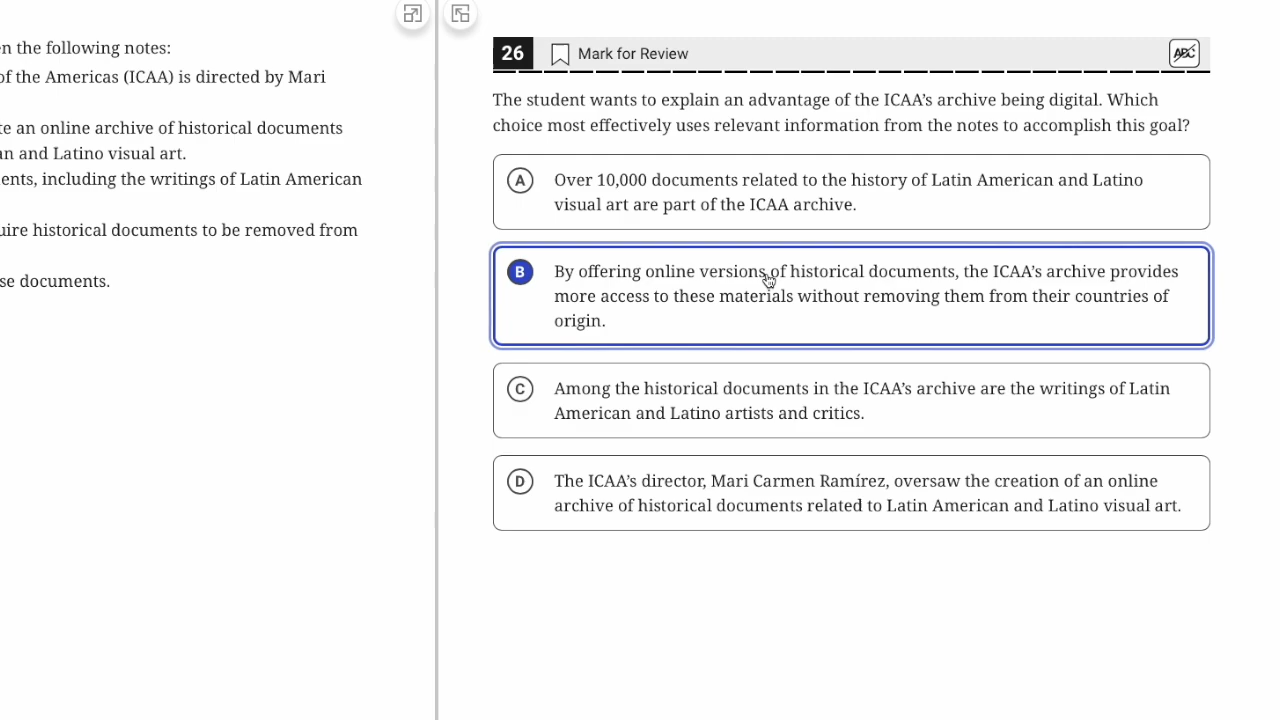 en the following notes:
of the Americas (ICAA) is directed by Mari
te an online archive of historical documents
an and Latino visual art.
ents, including the writings of Latin American
uire historical documents to be removed from
se documents.
26 Mark for Review ABC
The student wants to explain an advantage of the ICAA’s archive being digital. Which
choice most effectively uses relevant information from the notes to accomplish this goal?
A Over 10,000 documents related to the history of Latin American and Latino
visual art are part of the ICAA archive.
B By offering online versions of historical documents, the ICAA’s archive provides
more access to these materials without removing them from their countries of
origin.
C Among the historical documents in the ICAA’s archive are the writings of Latin
American and Latino artists and critics.
D The ICAA’s director, Mari Carmen Ramírez, oversaw the creation of an online
archive of historical documents related to Latin American and Latino visual art.